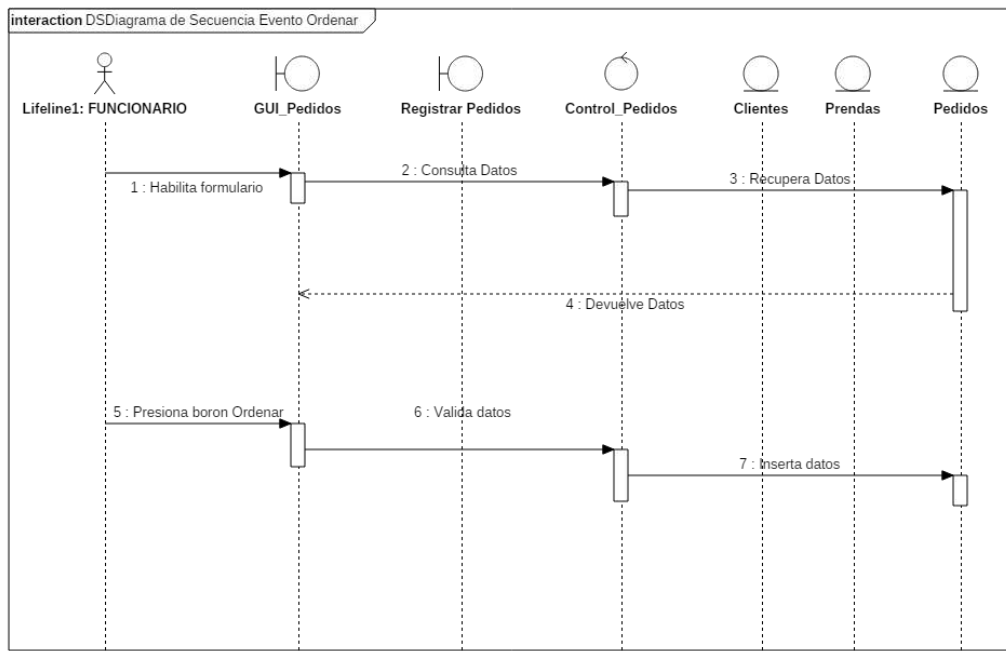 interaction DSDiagrama de Secuencia Evento Ordenar
Lifeline1: FUNCIONARIO
GUI_Pedidos
Registrar Pedidos
Control_Pedidos
Clientes
Prendas
Pedidos
1 : Habilita formulario
2 : Consulta Datos
3 : Recupera Datos
4 : Devuelve Datos
5 : Presiona boron Ordenar
6 : Valida datos
7 : Inserta datos